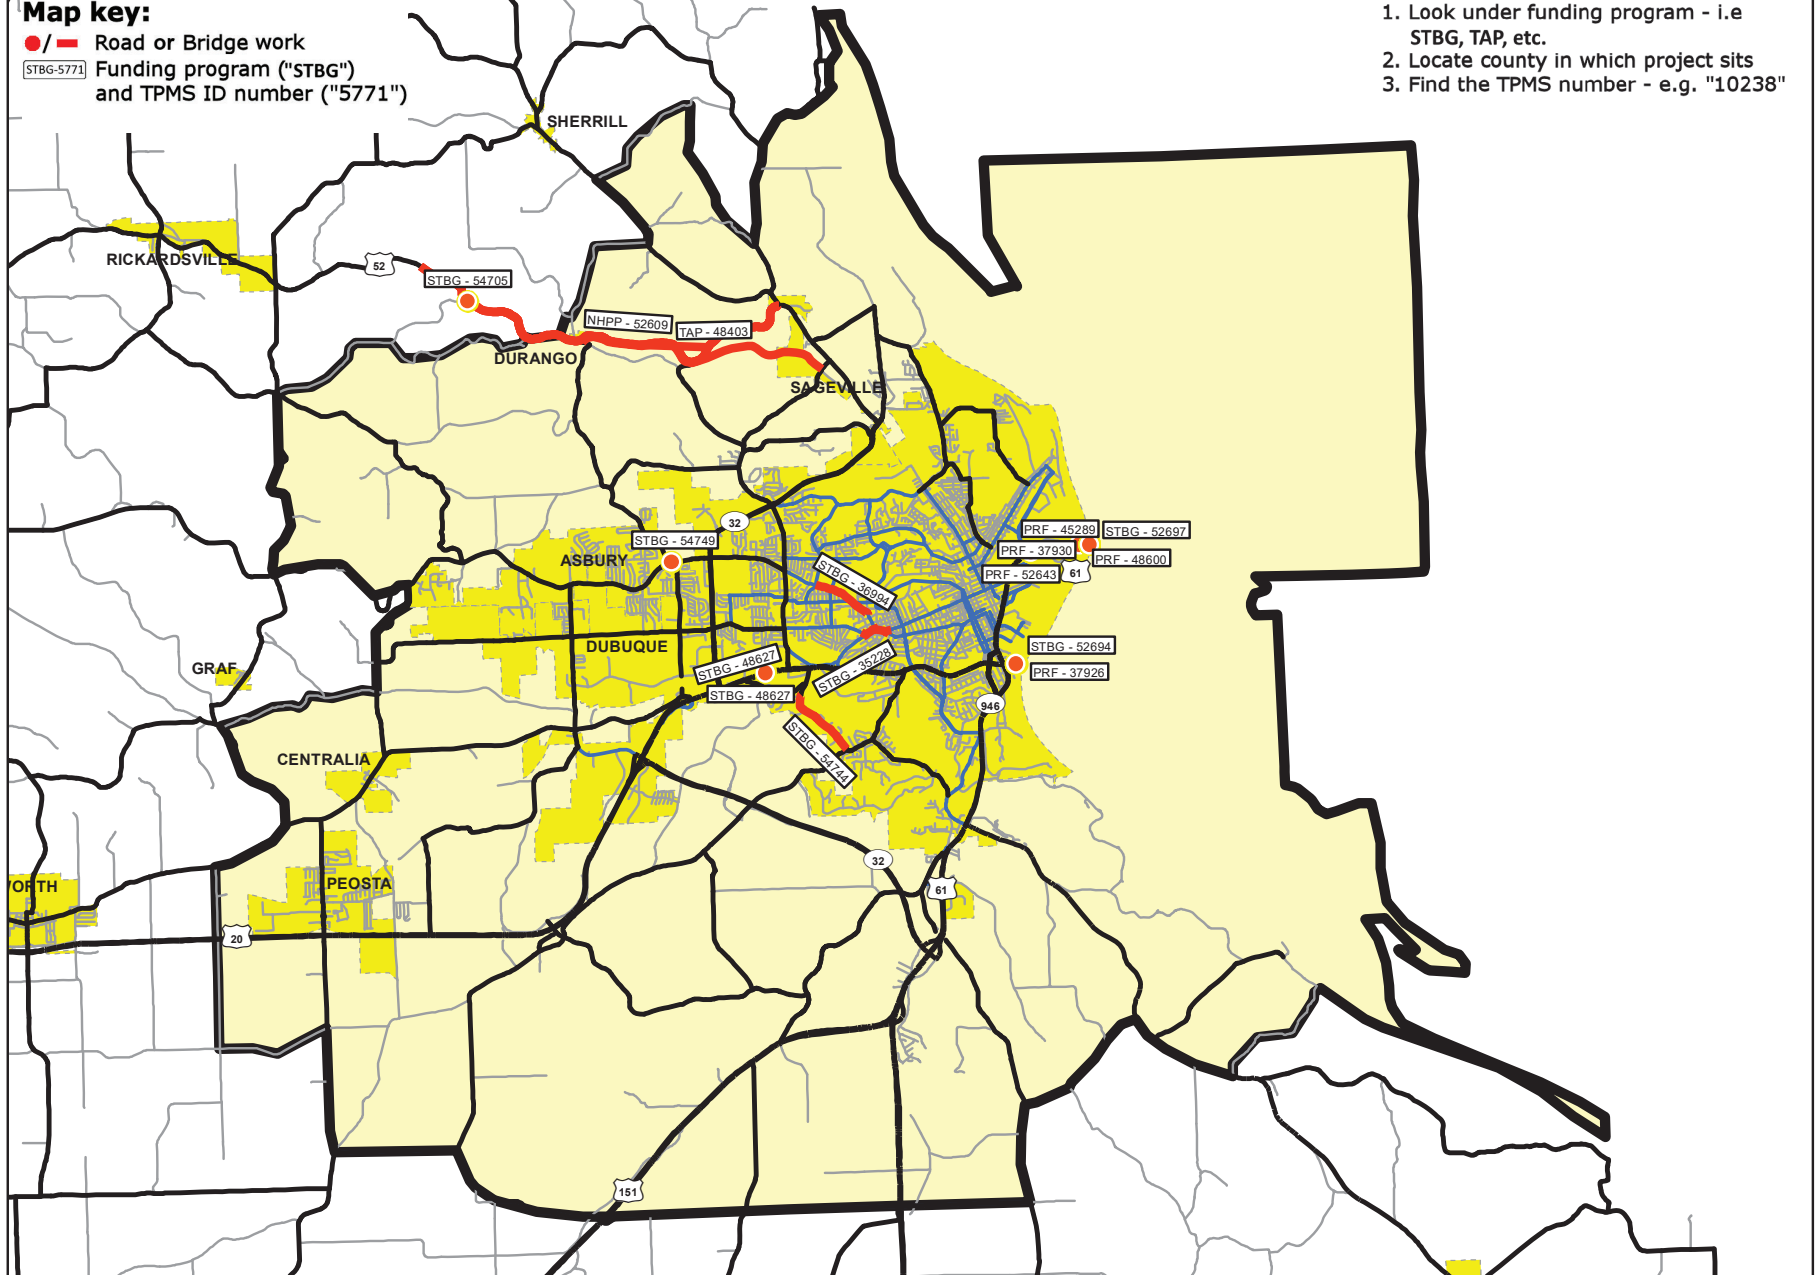 Map key:
Road or Bridge work
STBG-5771 Funding program ("STBG")
and TPMS ID number ("5771")
1. Look under funding program - i.e
STBG, TAP, etc.
2. Locate county in which project sits
3. Find the TPMS number - e.g. "10238"
SHERRILL
RICKARDSVILLE
52
STBG - 54705
NHPP - 52609
TAP - 48403
DURANGO
SAGEVILLE
32
STBG - 54749
ASBURY
PRF - 45289
STBG - 52697
PRF - 37930
PRF - 48600
PRF - 52643
61
STBG - 36994
DUBUQUE
STBG - 48627
STBG - 35228
STBG - 52694
PRF - 37926
GRAF
STBG - 48627
946
STBG - 54744
CENTRALIA
32
PEOSTA
WORTH
61
20
151